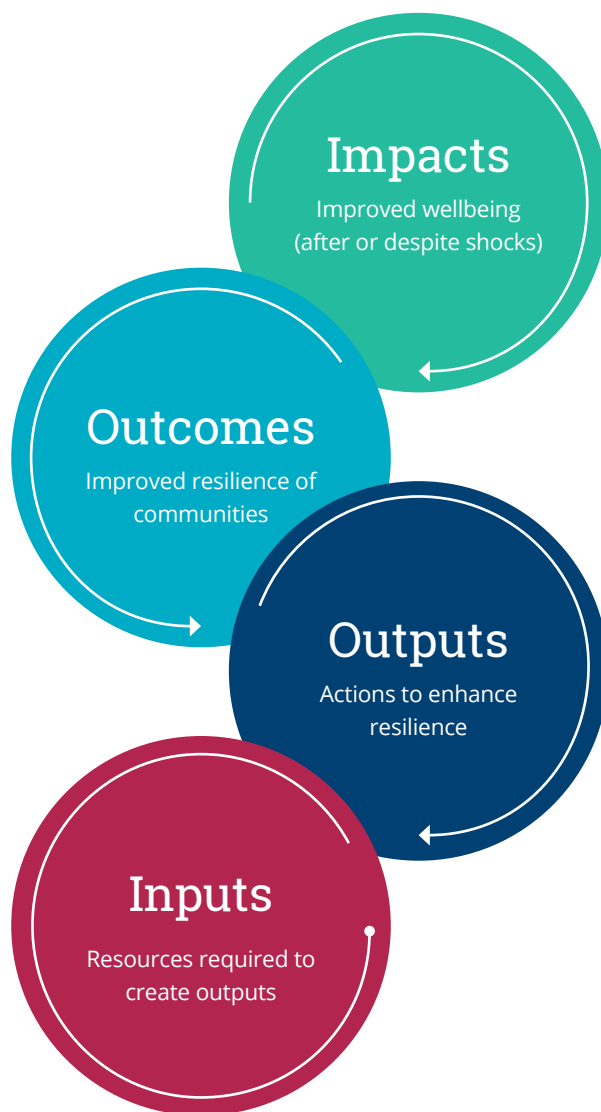 Impacts
Improved wellbeing
(after or despite shocks)
Outcomes
Improved resilience of
communities
Outputs
Actions to enhance
resilience
Inputs
Resources required to
create outputs